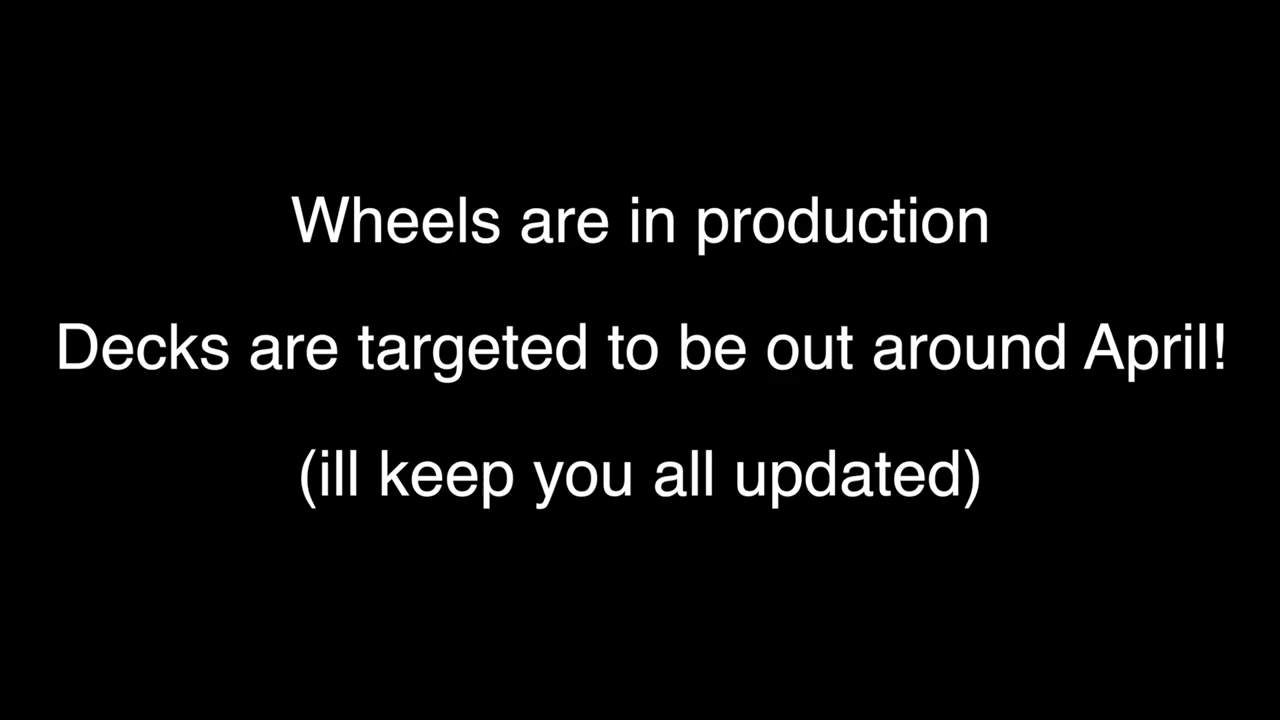 Wheels are in production
Decks are targeted to be out around April!
(ill keep you all updated)